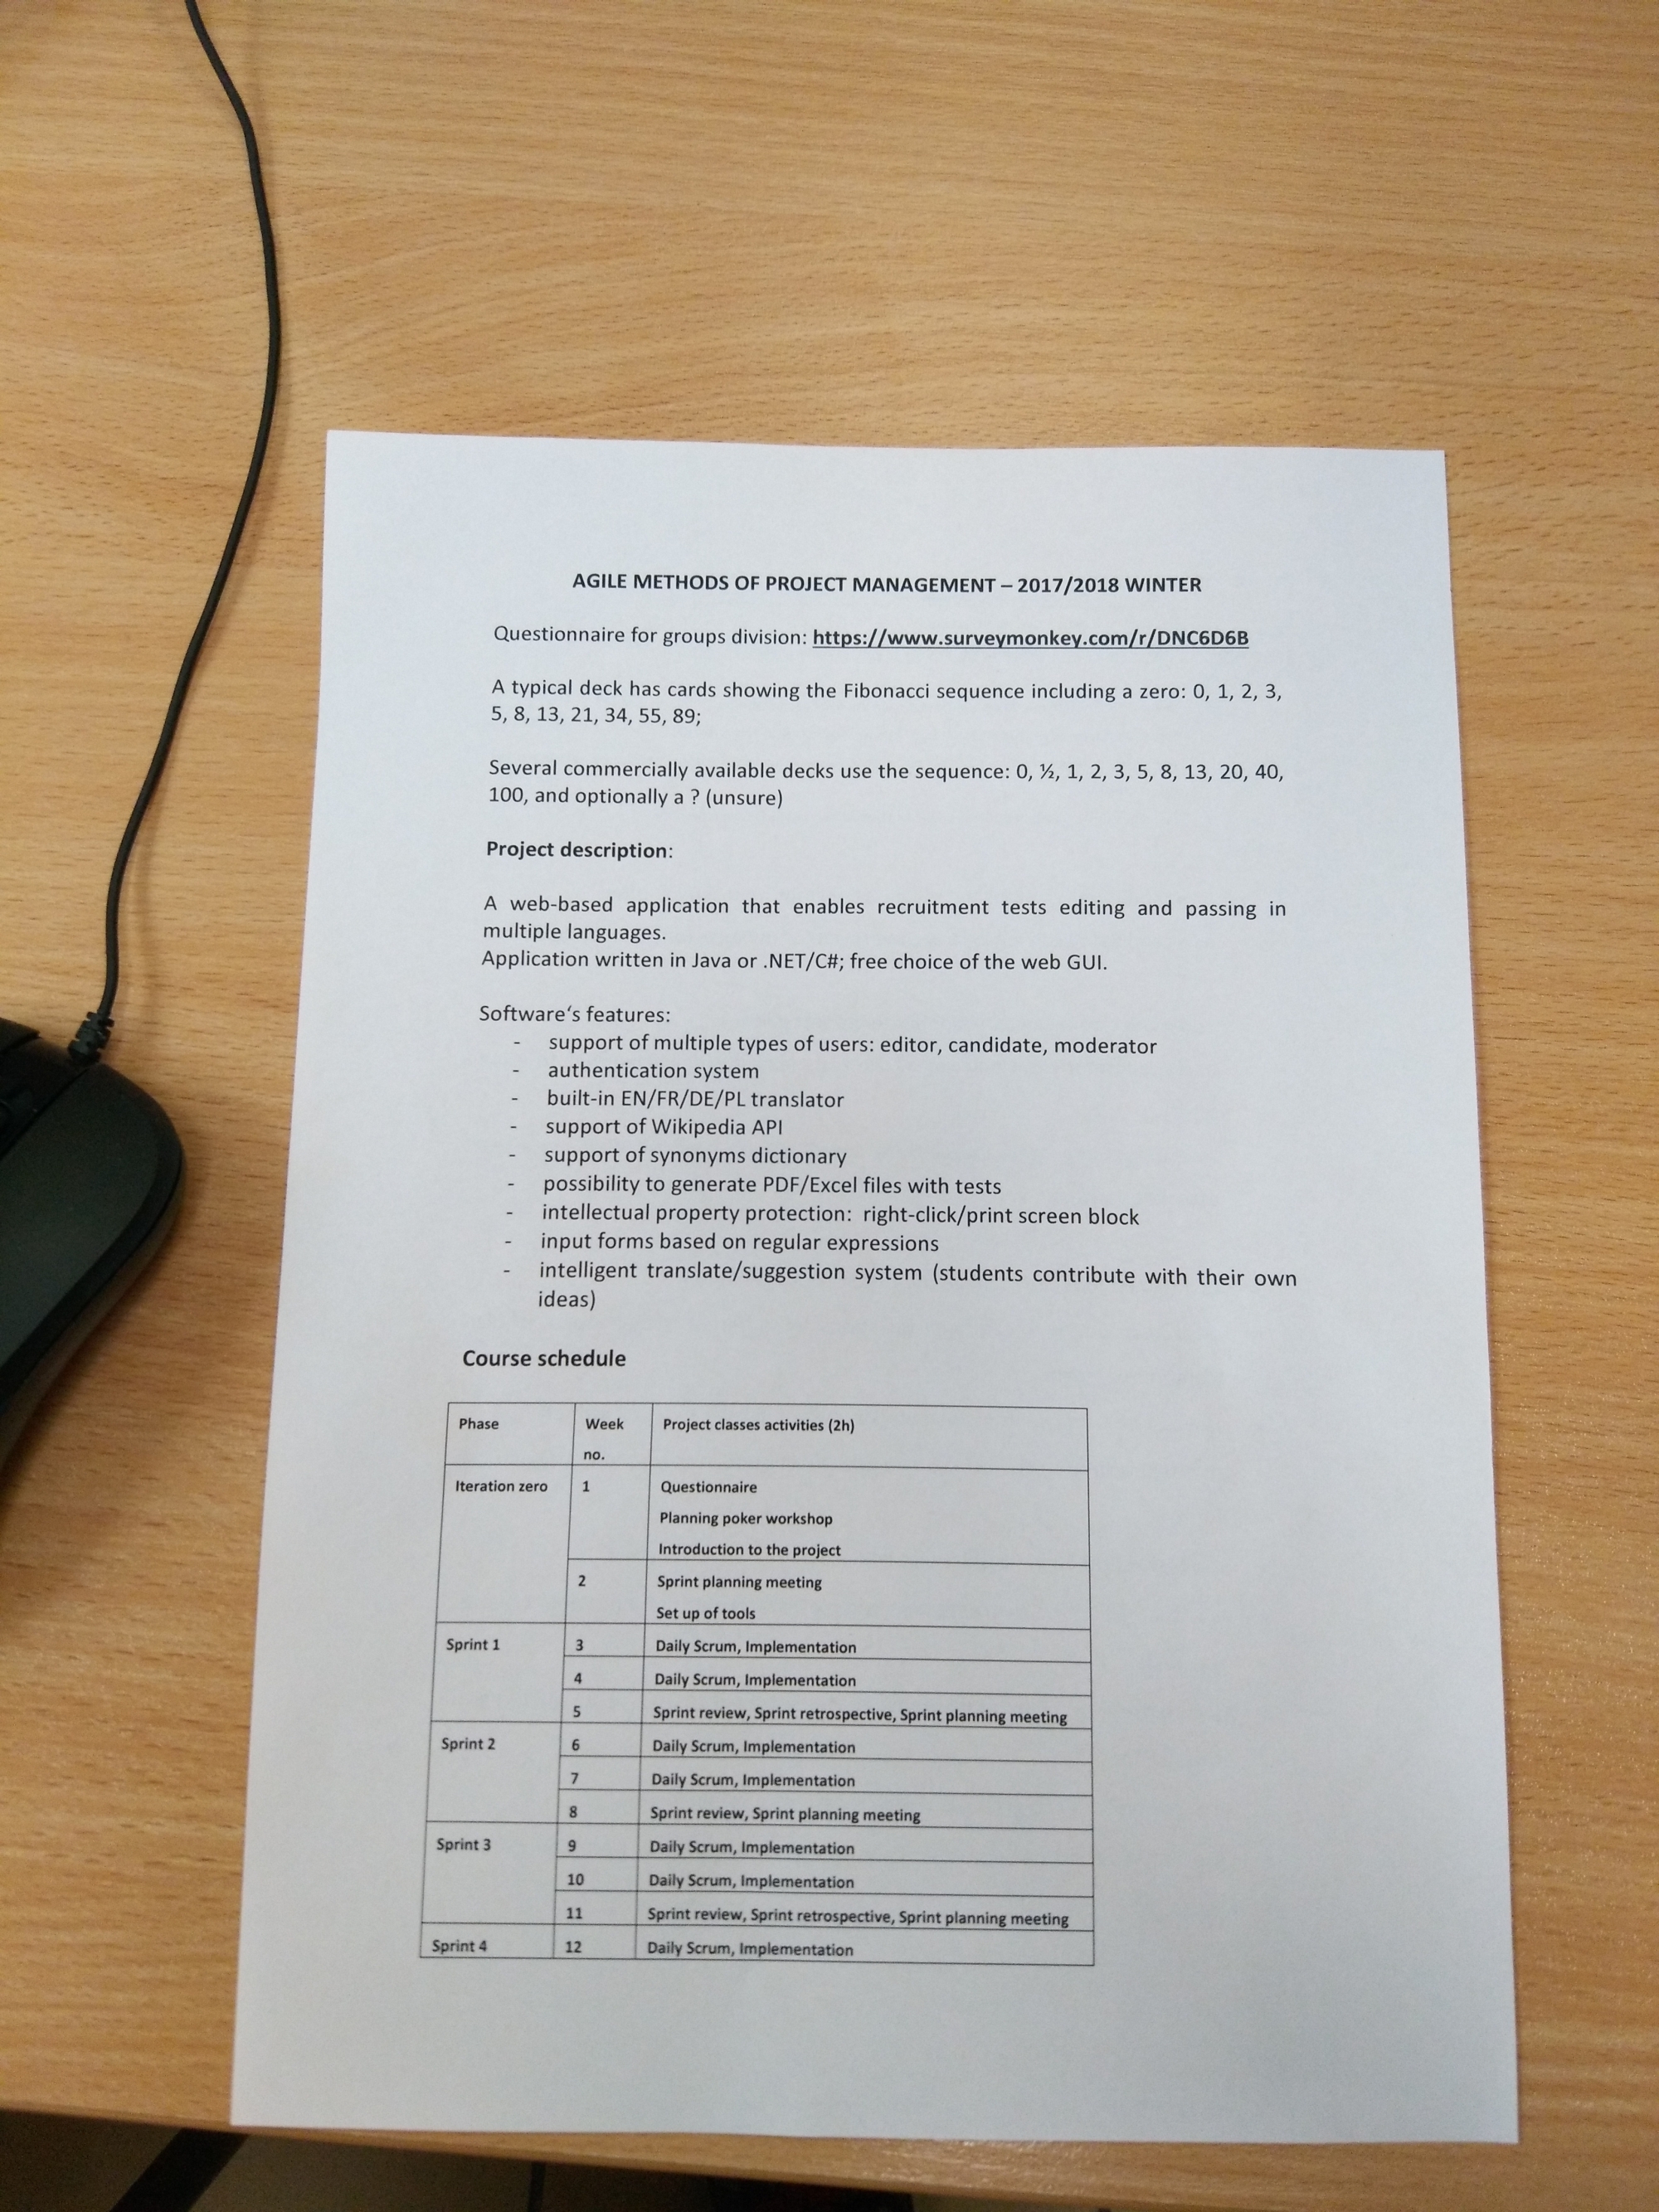 AGILE METHODS OF PROJECT MANAGEMENT – 2017/2018 WINTER
Questionnaire for groups division: https://www.surveymonkey.com/r/DNC6D6B
A typical deck has cards showing the Fibonacci sequence including a zero: 0, 1, 2, 3,
5, 8, 13, 21, 34, 55, 89;
Several commercially available decks use the sequence: 0, ½, 1, 2, 3, 5, 8, 13, 20, 40,
100, and optionally a ? (unsure)
Project description:
A web-based application that enables recruitment tests editing and passing in
multiple languages.
Application written in Java or .NET/C#; free choice of the web GUI.
Software‘s features:
- support of multiple types of users: editor, candidate, moderator
- authentication system
- built-in EN/FR/DE/PL translator
- support of Wikipedia API
- support of synonyms dictionary
- possibility to generate PDF/Excel files with tests
- intellectual property protection: right-click/print screen block
- input forms based on regular expressions
- intelligent translate/suggestion system (students contribute with their own
ideas)
Course schedule
Phase Week Project classes activities (2h)
no.
Iteration zero 1 Questionnaire
Planning poker workshop
Introduction to the project
2 Sprint planning meeting
Set up of tools
Sprint 1 3 Daily Scrum, Implementation
4 Daily Scrum, Implementation
5 Sprint review, Sprint retrospective, Sprint planning meeting
Sprint 2 6 Daily Scrum, Implementation
7 Daily Scrum, Implementation
8 Sprint review, Sprint planning meeting
Sprint 3 9 Daily Scrum, Implementation
10 Daily Scrum, Implementation
11 Sprint review, Sprint retrospective, Sprint planning meeting
Sprint 4 12 Daily Scrum, Implementation